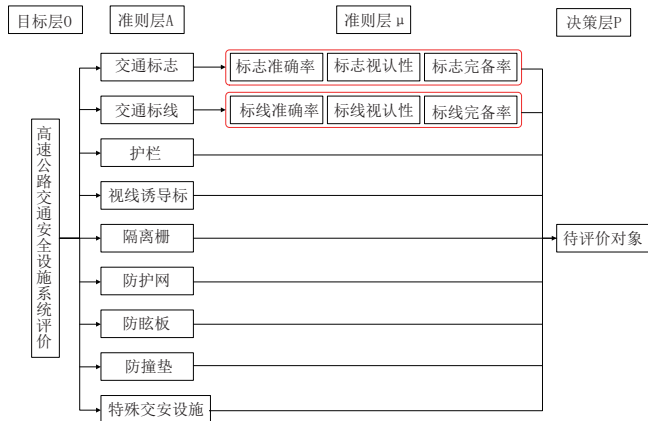 目标层O
准则层A
准则层 μ
决策层P
高速公路交通安全设施系统评价
交通标志
标志准确率
标志视认性
标志完备率
交通标线
标线准确率
标线视认性
标线完备率
护栏
视线诱导标
隔离栅
防护网
防眩板
防撞垫
特殊交安设施
待评价对象